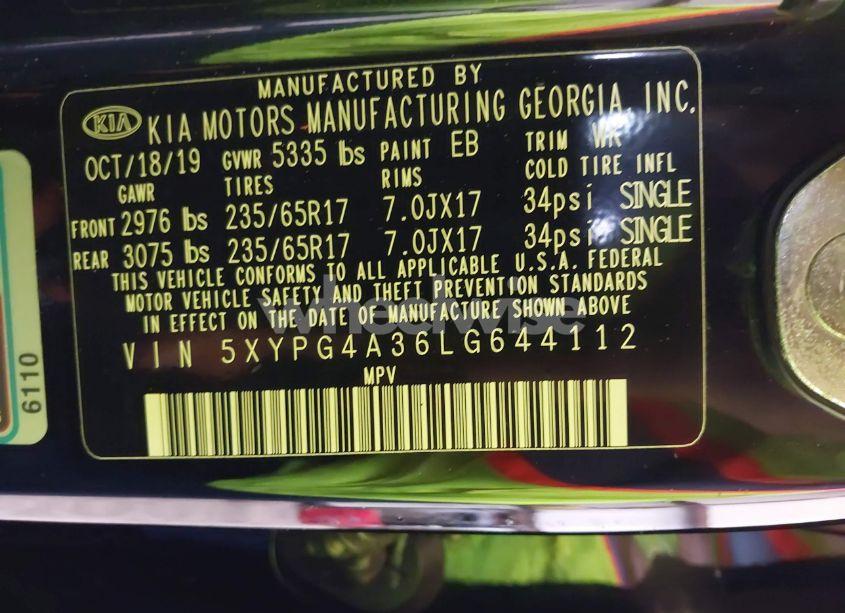 MANUFACTURED BY
KIA KIA MOTORS MANUFACTURING GEORGIA, INC.
OCT/18/19 GVWR 5335 lbs PAINT EB TRIM WK
GAWR TIRES RIMS COLD TIRE INFL
FRONT 2976 lbs 235/65R17 7.0JX17 34psi SINGLE
REAR 3075 lbs 235/65R17 7.0JX17 34psi SINGLE
THIS VEHICLE CONFORMS TO ALL APPLICABLE U.S.A. FEDERAL
MOTOR VEHICLE SAFETY AND THEFT PREVENTION STANDARDS
IN EFFECT ON THE DATE OF MANUFACTURE SHOWN ABOVE
wheelwise
VIN 5XYPG4A36LG644112
MPV
6110